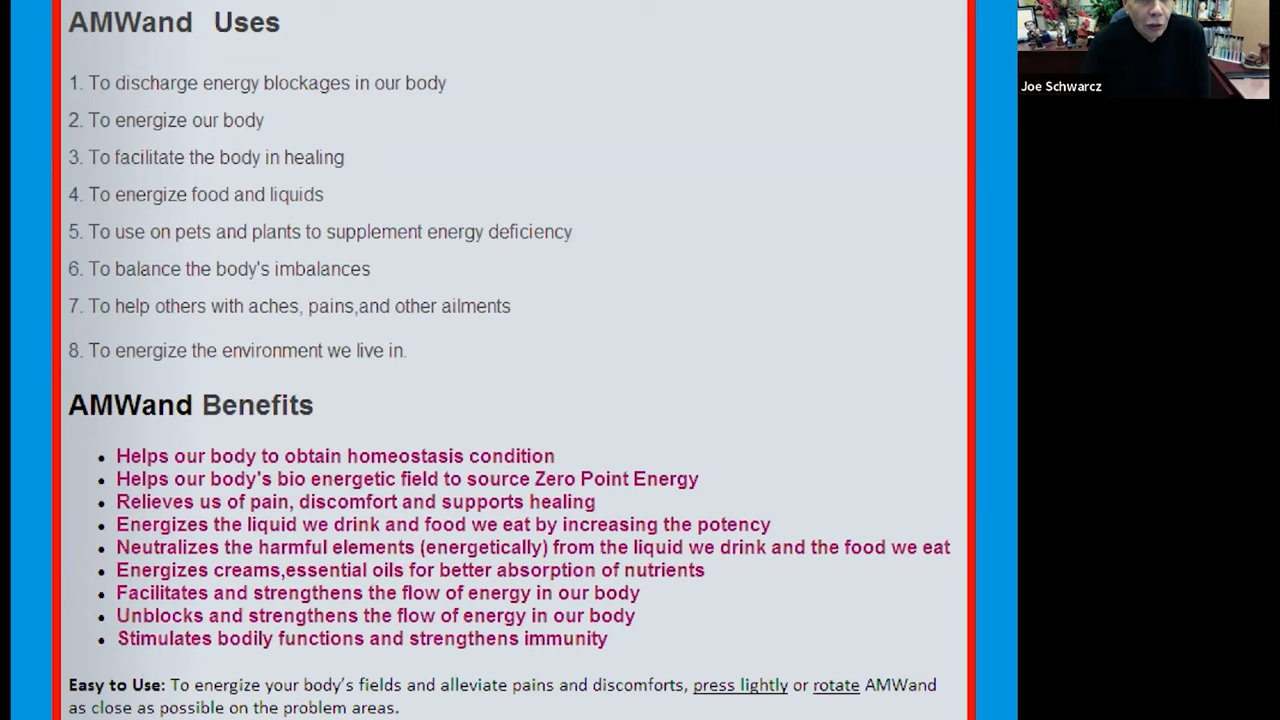 AMWand Uses
1. To discharge energy blockages in our body
2. To energize our body
3. To facilitate the body in healing
4. To energize food and liquids
5. To use on pets and plants to supplement energy deficiency
6. To balance the body's imbalances
7. To help others with aches, pains,and other ailments
8. To energize the environment we live in.
AMWand Benefits
• Helps our body to obtain homeostasis condition
• Helps our body's bio energetic field to source Zero Point Energy
• Relieves us of pain, discomfort and supports healing
• Energizes the liquid we drink and food we eat by increasing the potency
• Neutralizes the harmful elements (energetically) from the liquid we drink and the food we eat
• Energizes creams,essential oils for better absorption of nutrients
• Facilitates and strengthens the flow of energy in our body
• Unblocks and strengthens the flow of energy in our body
• Stimulates bodily functions and strengthens immunity
Easy to Use: To energize your body’s fields and alleviate pains and discomforts, press lightly or rotate AMWand
as close as possible on the problem areas.
Joe Schwarcz